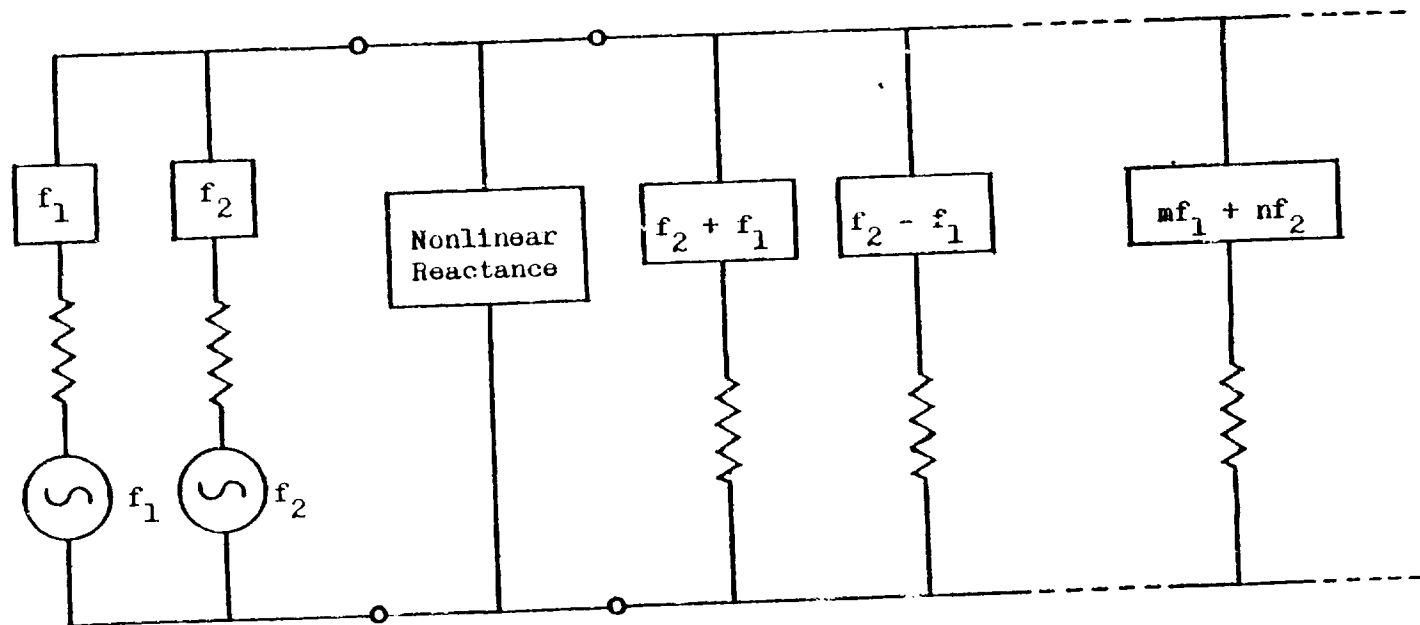 f₁
f₂
Nonlinear
Reactance
f₂ + f₁
f₂ - f₁
mf₁ + nf₂
f₁
f₂